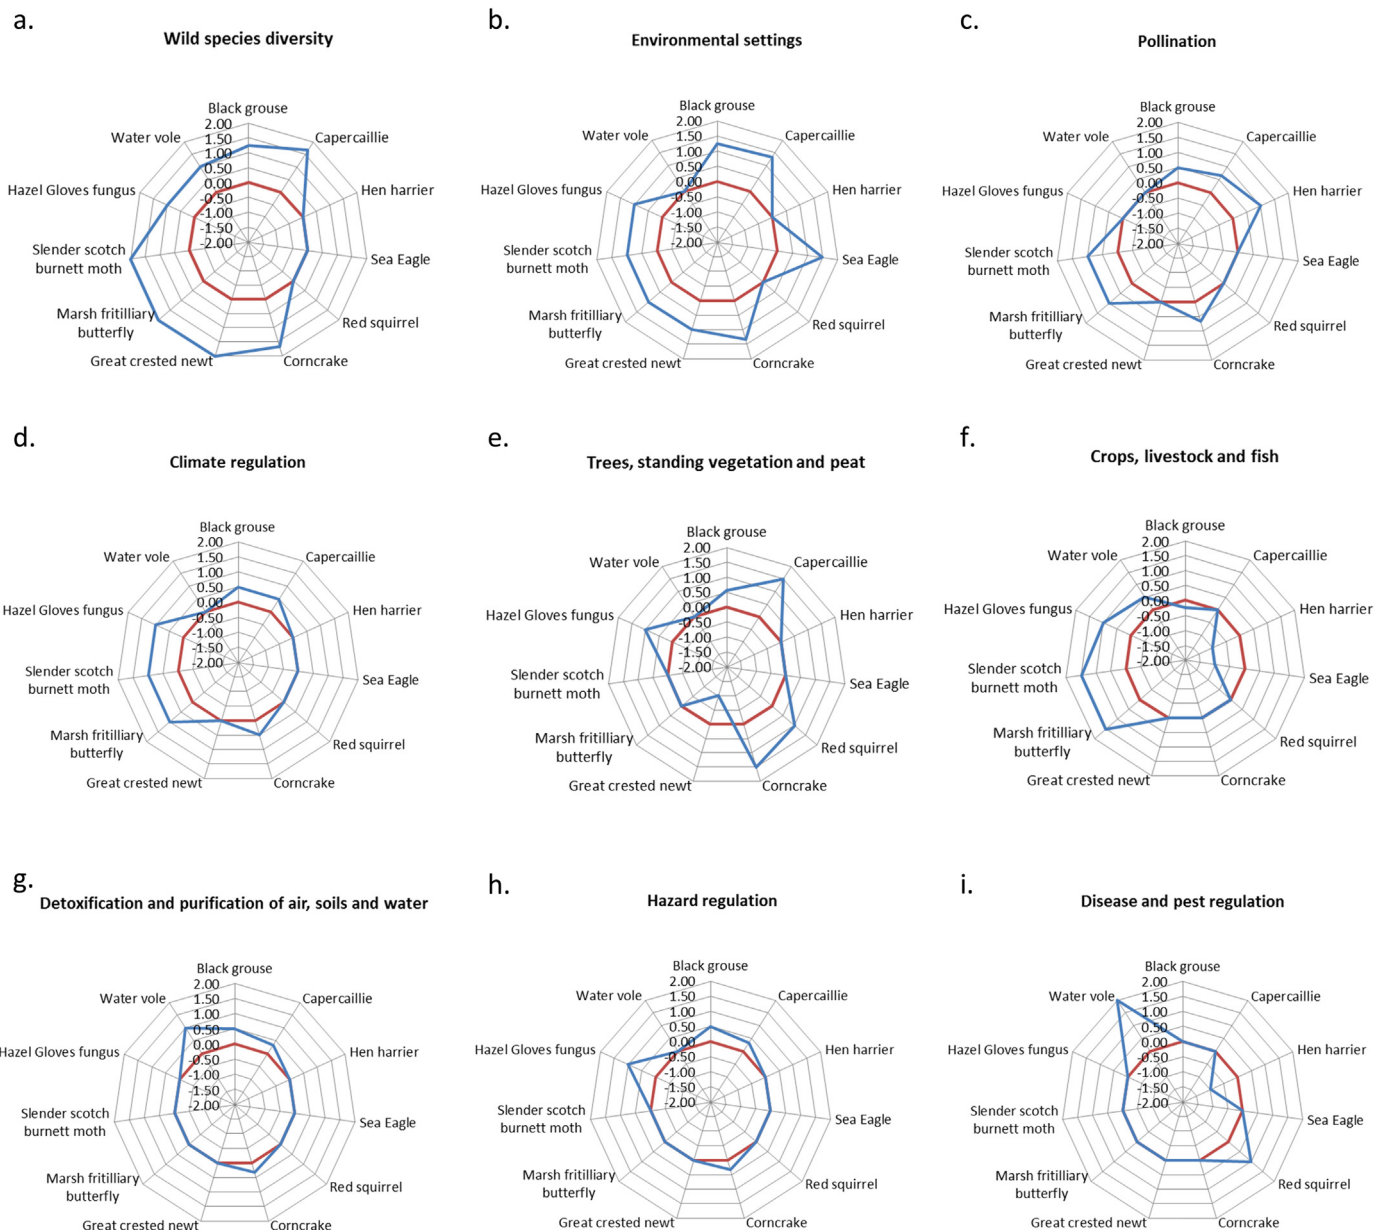 a.
Wild species diversity
Black grouse
2.00
Water vole
Capercaillie
1.50
1.00
0.50
Hazel Gloves fungus
0.00
Hen harrier
-0.50
-1.00
-1.50
Slender scotch
burnett moth
-2.00
Sea Eagle
Marsh fritilliary
butterfly
Red squirrel
Great crested newt
Corncrake
b.
Environmental settings
Black grouse
2.00
Water vole
Capercaillie
1.50
1.00
0.50
Hazel Gloves fungus
0.00
Hen harrier
-0.50
-1.00
-1.50
Slender scotch
burnett moth
-2.00
Sea Eagle
Marsh fritilliary
butterfly
Red squirrel
Great crested newt
Corncrake
c.
Pollination
Black grouse
2.00
Water vole
Capercaillie
1.50
1.00
0.50
Hazel Gloves fungus
0.00
Hen harrier
-0.50
-1.00
-1.50
Slender scotch
burnett moth
-2.00
Sea Eagle
Marsh fritilliary
butterfly
Red squirrel
Great crested newt
Corncrake
d.
Climate regulation
Black grouse
2.00
Water vole
Capercaillie
1.50
1.00
0.50
Hazel Gloves fungus
0.00
Hen harrier
-0.50
-1.00
-1.50
Slender scotch
burnett moth
-2.00
Sea Eagle
Marsh fritilliary
butterfly
Red squirrel
Great crested newt
Corncrake
e.
Trees, standing vegetation and peat
Black grouse
2.00
Water vole
Capercaillie
1.50
1.00
0.50
Hazel Gloves fungus
0.00
Hen harrier
-0.50
-1.00
-1.50
Slender scotch
burnett moth
-2.00
Sea Eagle
Marsh fritilliary
butterfly
Red squirrel
Great crested newt
Corncrake
f.
Crops, livestock and fish
Black grouse
2.00
Water vole
Capercaillie
1.50
1.00
0.50
Hazel Gloves fungus
0.00
Hen harrier
-0.50
-1.00
-1.50
Slender scotch
burnett moth
-2.00
Sea Eagle
Marsh fritilliary
butterfly
Red squirrel
Great crested newt
Corncrake
g.
Detoxification and purification of air, soils and water
Black grouse
2.00
Water vole
Capercaillie
1.50
1.00
0.50
Hazel Gloves fungus
0.00
Hen harrier
-0.50
-1.00
-1.50
Slender scotch
burnett moth
-2.00
Sea Eagle
Marsh fritilliary
butterfly
Red squirrel
Great crested newt
Corncrake
h.
Hazard regulation
Black grouse
2.00
Water vole
Capercaillie
1.50
1.00
0.50
Hazel Gloves fungus
0.00
Hen harrier
-0.50
-1.00
-1.50
Slender scotch
burnett moth
-2.00
Sea Eagle
Marsh fritilliary
butterfly
Red squirrel
Great crested newt
Corncrake
i.
Disease and pest regulation
Black grouse
2.00
Water vole
Capercaillie
1.50
1.00
0.50
Hazel Gloves fungus
0.00
Hen harrier
-0.50
-1.00
-1.50
Slender scotch
burnett moth
-2.00
Sea Eagle
Marsh fritilliary
butterfly
Red squirrel
Great crested newt
Corncrake